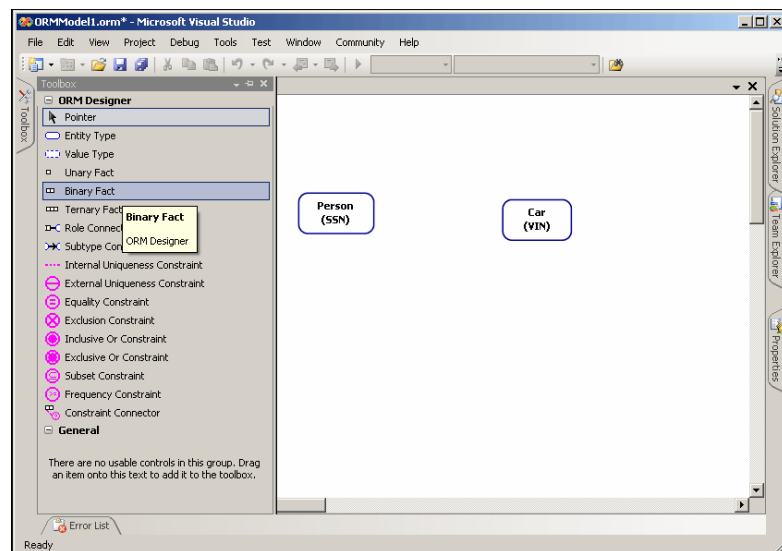 ORMModel1.orm* - Microsoft Visual Studio
File Edit View Project Debug Tools Test Window Community Help
Toolbox
Toolbox
ORM Designer
Pointer
Entity Type
Value Type
Unary Fact
Binary Fact
Ternary Fact
Role Connec
Subtype Con
Binary Fact
ORM Designer
Internal Uniqueness Constraint
External Uniqueness Constraint
Equality Constraint
Exclusion Constraint
Inclusive Or Constraint
Exclusive Or Constraint
Subset Constraint
Frequency Constraint
Constraint Connector
General
There are no usable controls in this group. Drag
an item onto this text to add it to the toolbox.
Person
(SSN)
Car
(VIN)
Solution Explorer
Team Explorer
Properties
Error List
Ready